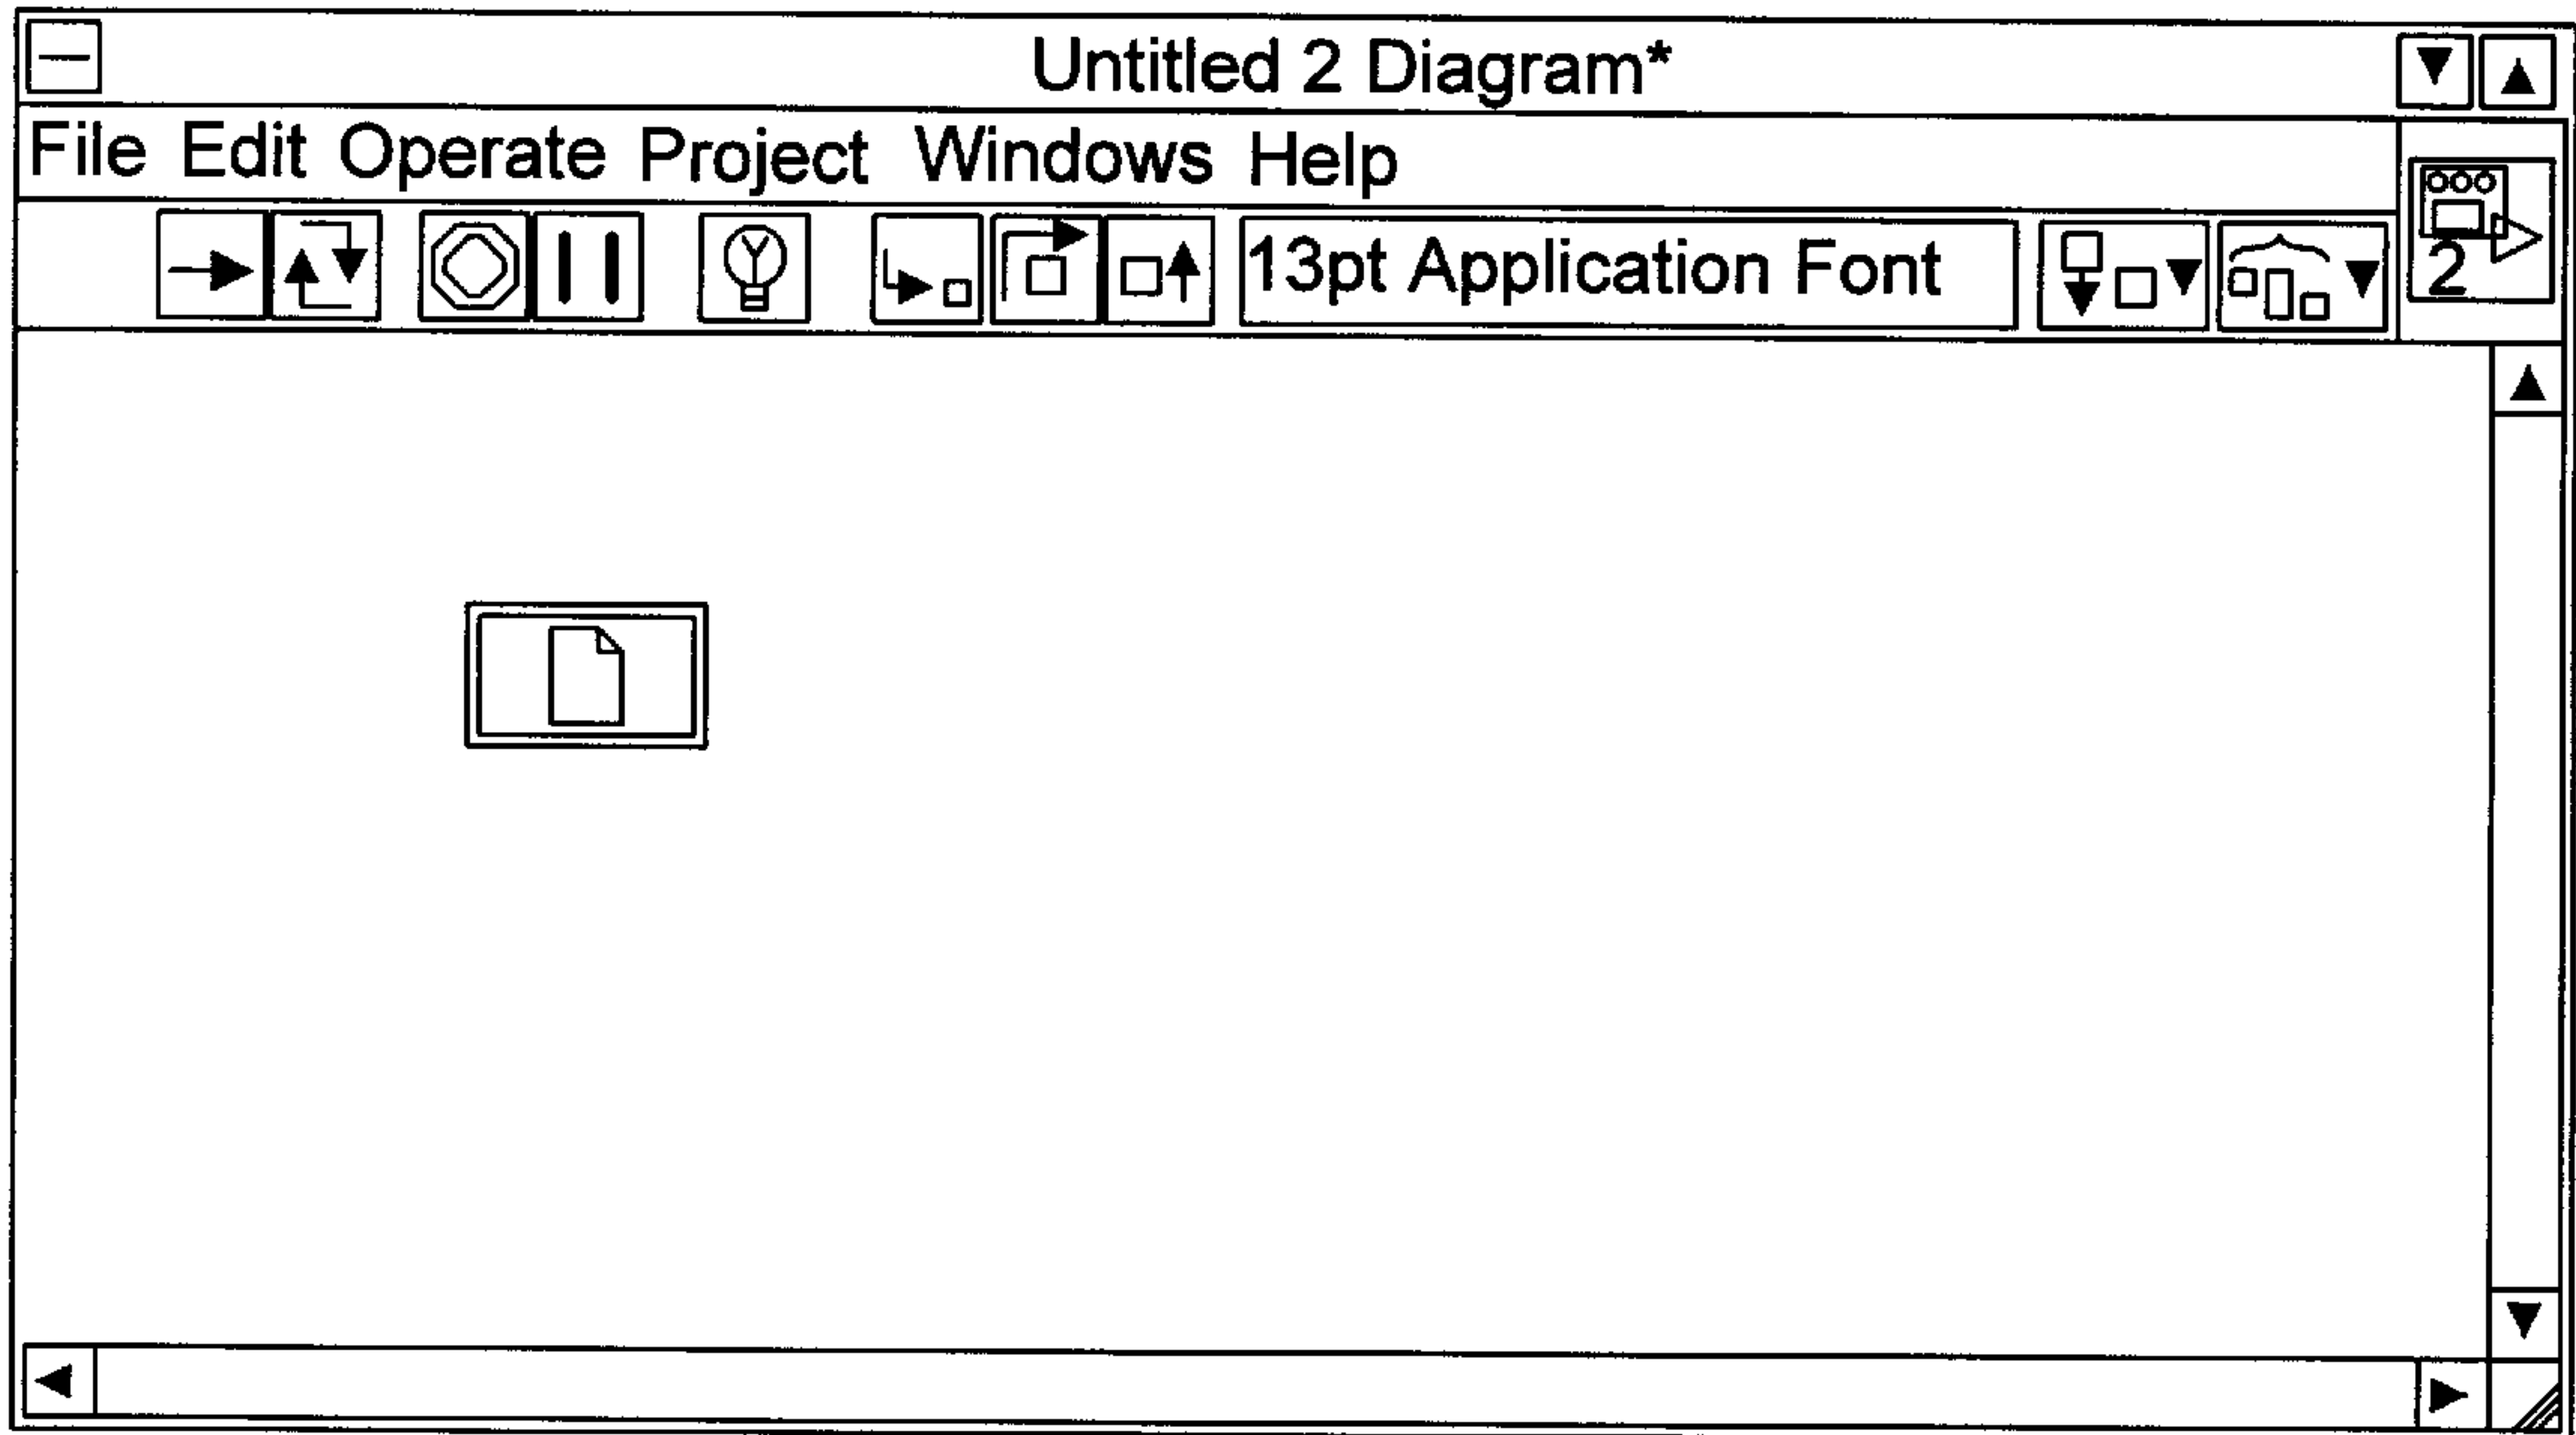 Untitled 2 Diagram*
File Edit Operate Project Windows Help
13pt Application Font
2